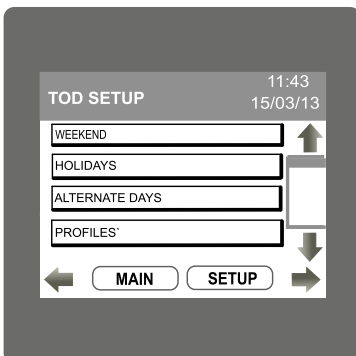 11:43
TOD SETUP 15/03/13
WEEKEND
HOLIDAYS
ALTERNATE DAYS
PROFILES`
MAIN SETUP